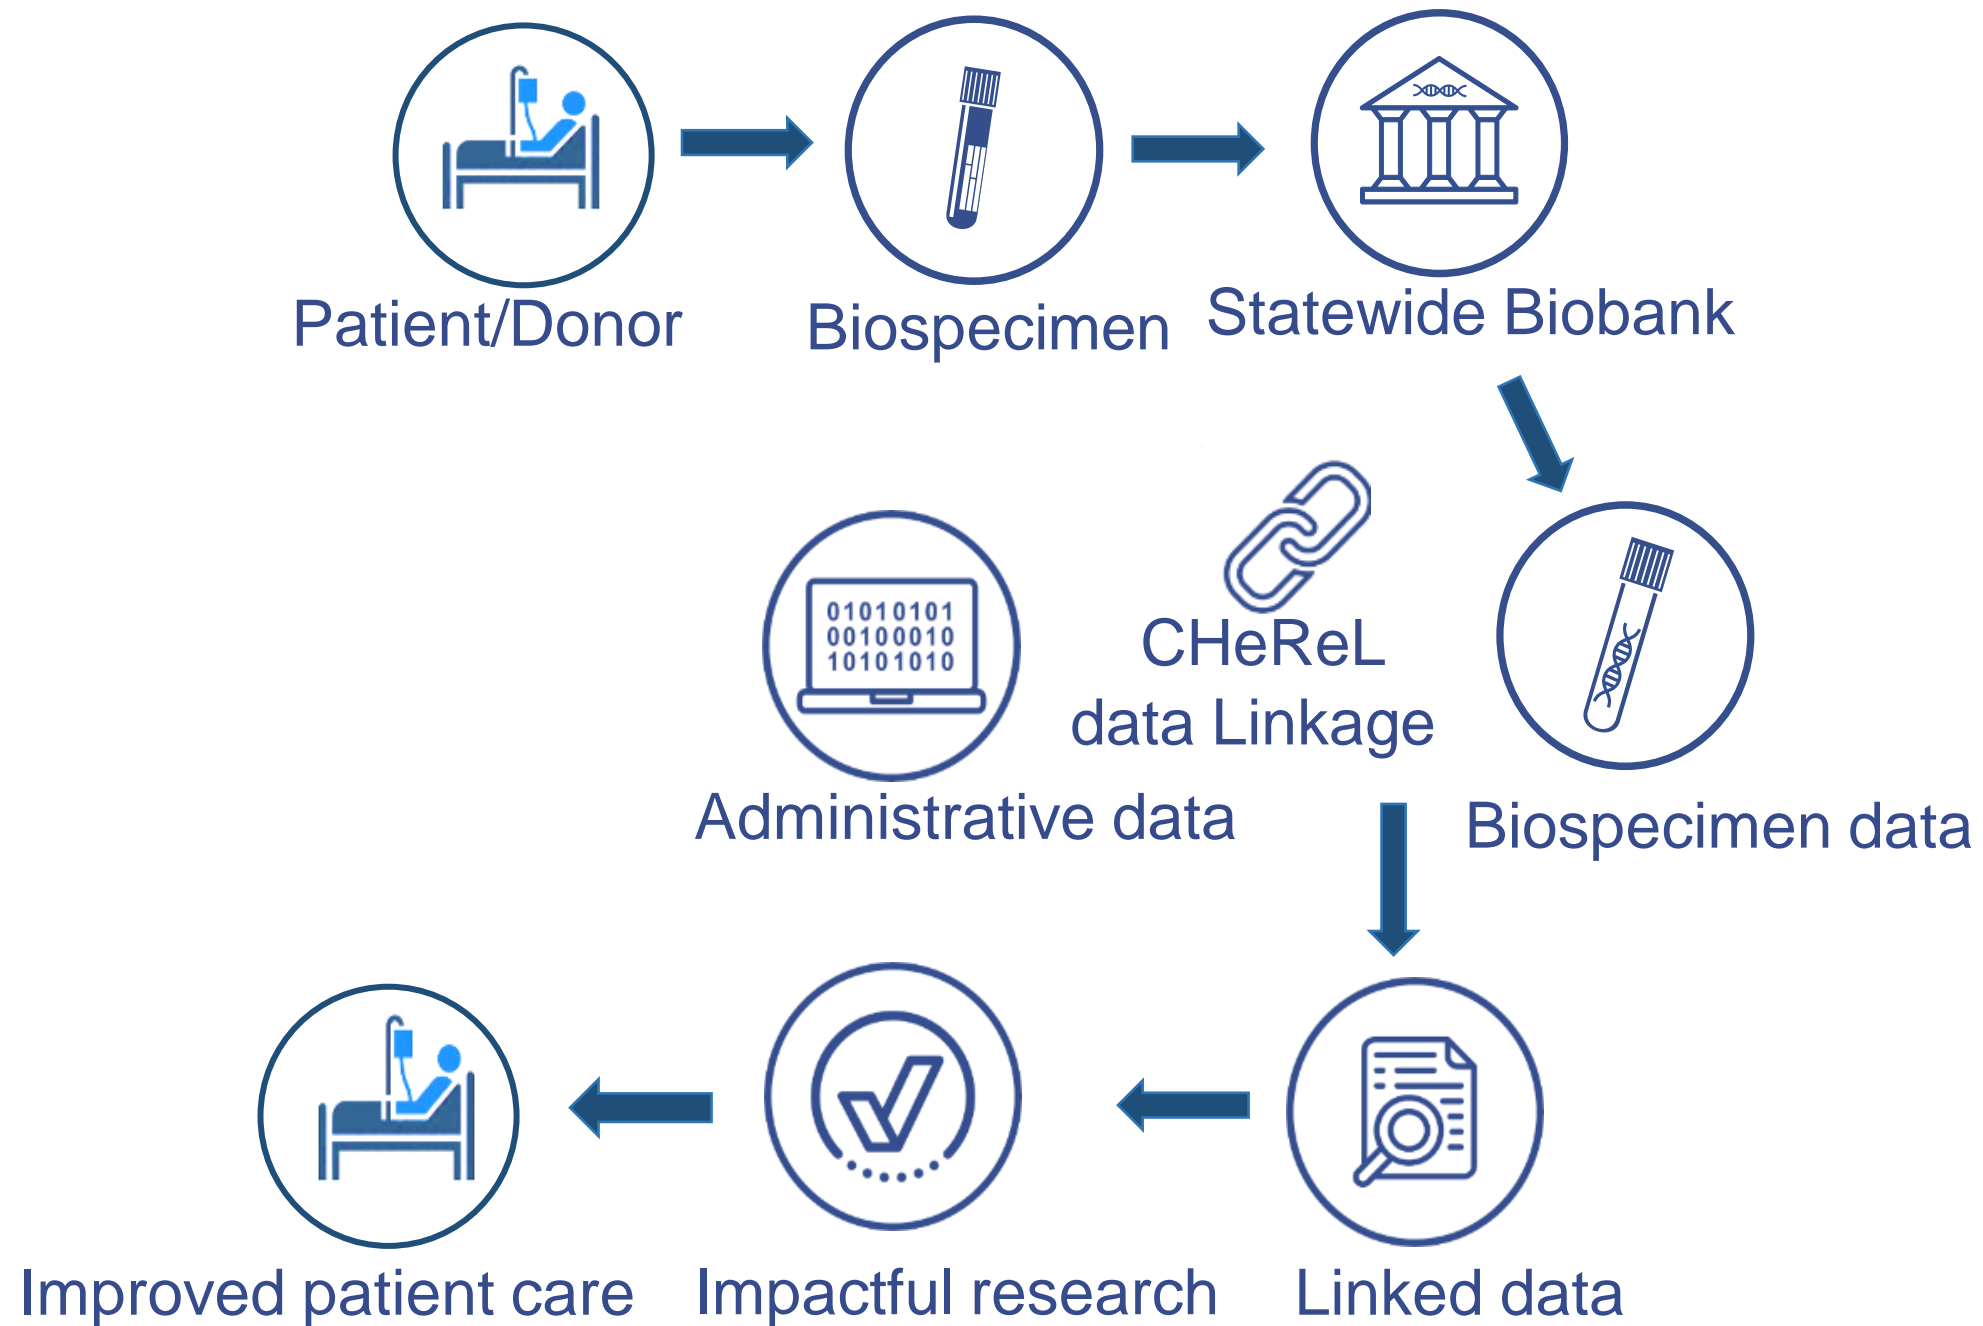 Patient/Donor
Biospecimen
Statewide Biobank
01010101
00100010
10101010
Administrative data
CHeReL
data Linkage
Biospecimen data
Improved patient care
Impactful research
Linked data